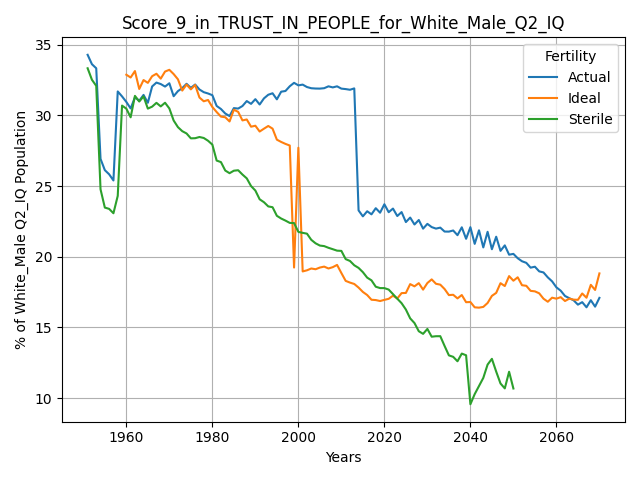 Score_9_in_TRUST_IN_PEOPLE_for_White_Male_Q2_IQ
Fertility
Actual
Ideal
Sterile
% of White_Male Q2_IQ Population
35
30
25
20
15
10
1960
1980
2000
2020
2040
2060
Years